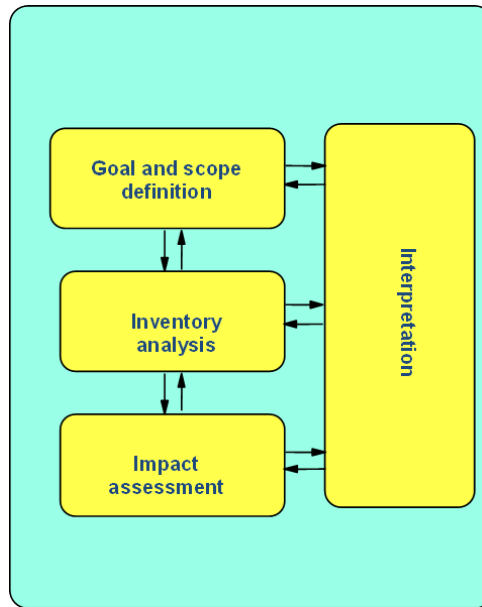 Goal and scope
definition
Inventory
analysis
Impact
assessment
Interpretation